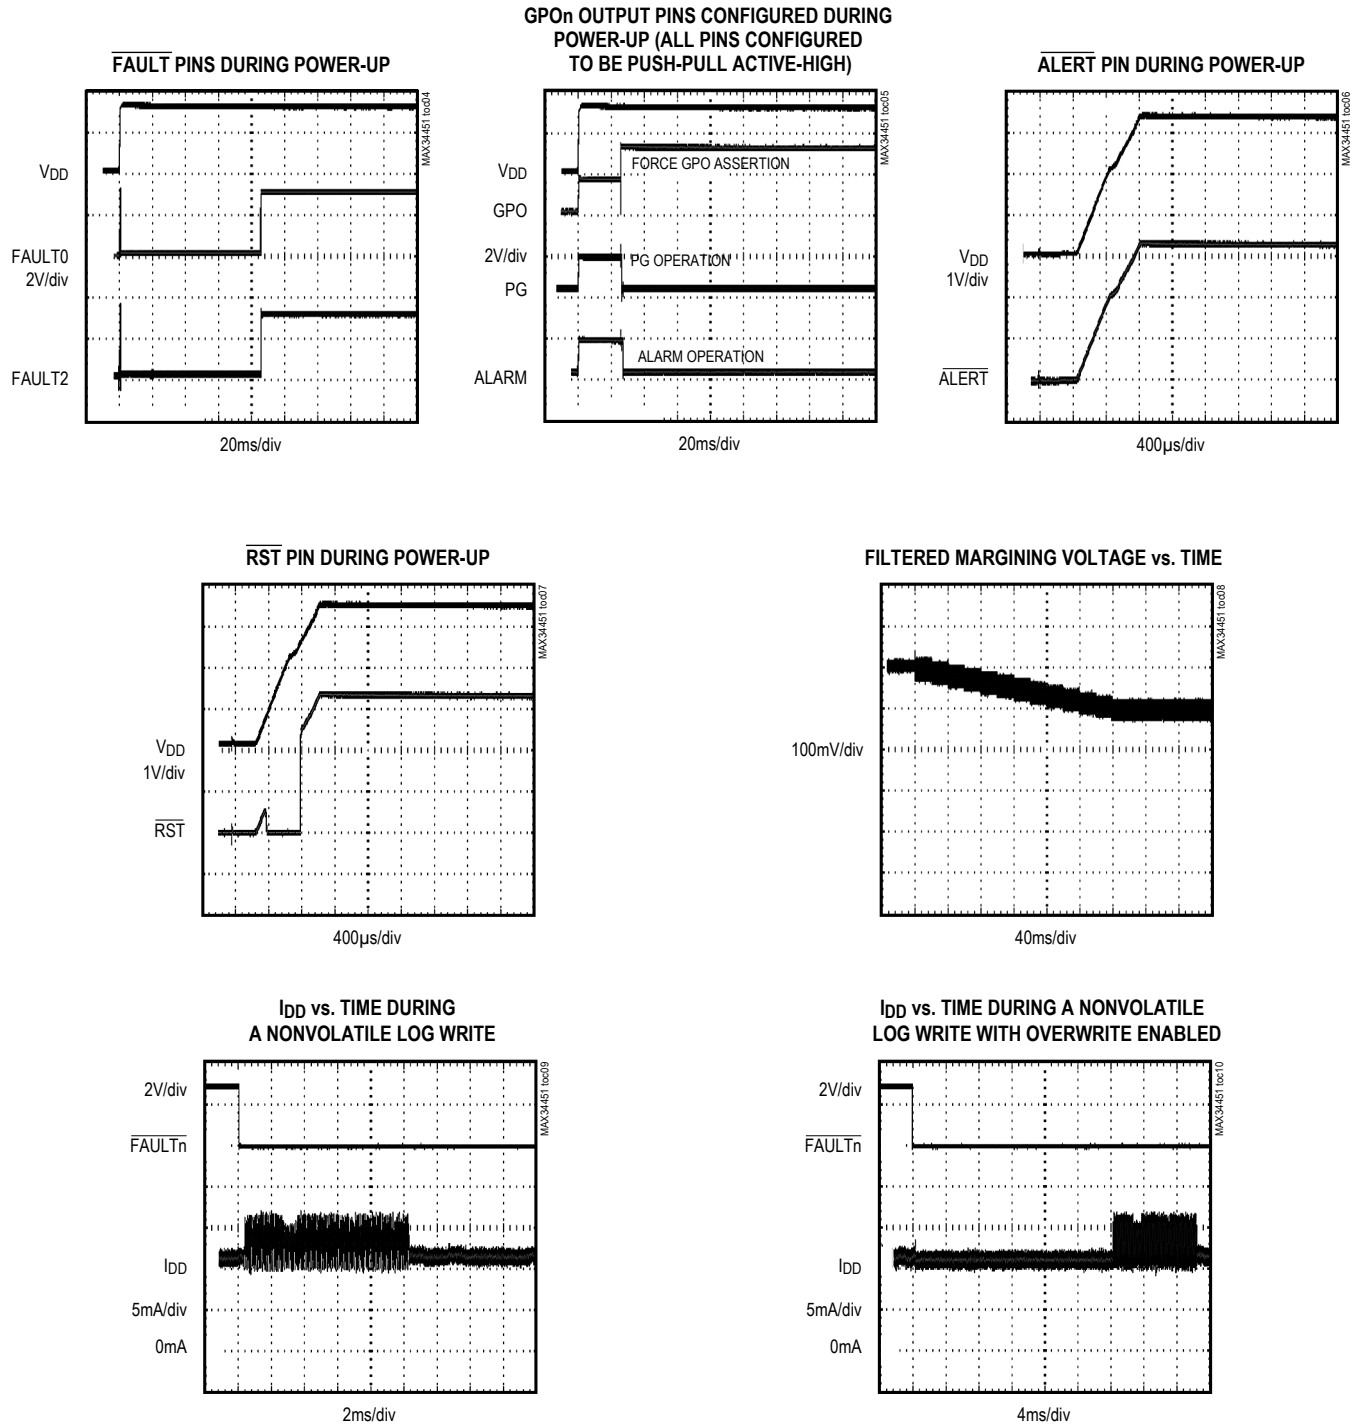 FAULT PINS DURING POWER-UP
MAX34451 toc04
VDD
FAULT0
2V/div
FAULT2
20ms/div
GPOn OUTPUT PINS CONFIGURED DURING
POWER-UP (ALL PINS CONFIGURED
TO BE PUSH-PULL ACTIVE-HIGH)
MAX34451 toc05
VDD
FORCE GPO ASSERTION
GPO
2V/div
PG OPERATION
PG
ALARM OPERATION
ALARM
20ms/div
ALERT PIN DURING POWER-UP
MAX34451 toc06
VDD
1V/div
ALERT
400µs/div
RST PIN DURING POWER-UP
MAX34451 toc07
VDD
1V/div
RST
400µs/div
FILTERED MARGINING VOLTAGE vs. TIME
MAX34451 toc08
100mV/div
40ms/div
IDD vs. TIME DURING
A NONVOLATILE LOG WRITE
MAX34451 toc09
2V/div
FAULTn
IDD
5mA/div
0mA
2ms/div
IDD vs. TIME DURING A NONVOLATILE
LOG WRITE WITH OVERWRITE ENABLED
MAX34451 toc10
2V/div
FAULTn
IDD
5mA/div
0mA
4ms/div